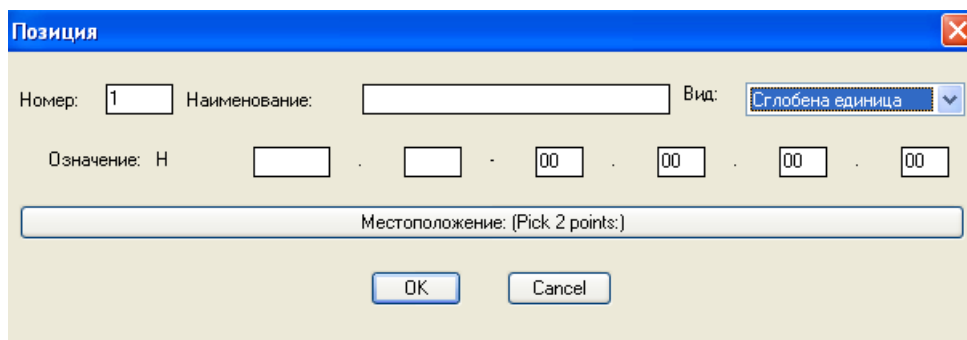 Позиция
Номер: 1 Наименование: Вид: Сглобена единица
Означение: Н . - 00 . 00 . 00 . 00
Местоположение: (Pick 2 points:)
OK Cancel